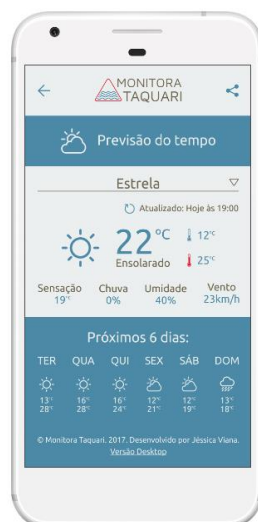 MONITORA
TAQUARI
Previsão do tempo
Estrela
Atualizado: Hoje às 19:00
22°C
Ensolarado
12°C
25°C
Sensação Chuva Umidade Vento
19°C 0% 40% 23km/h
Próximos 6 dias:
TER QUA QUI SEX SÁB DOM
13° 16° 16° 12° 12° 13°
28° 28° 24° 21° 19° 18°
© Monitora Taquari. 2017. Desenvolvido por Jéssica Viana.
Versão Desktop